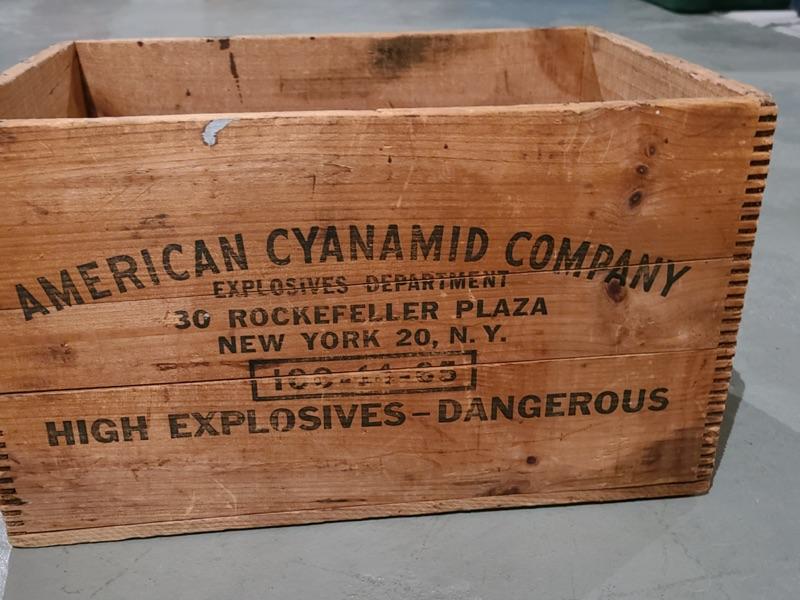 AMERICAN CYANAMID COMPANY
EXPLOSIVES DEPARTMENT
30 ROCKEFELLER PLAZA
NEW YORK 20, N. Y.
HIGH EXPLOSIVES–DANGEROUS